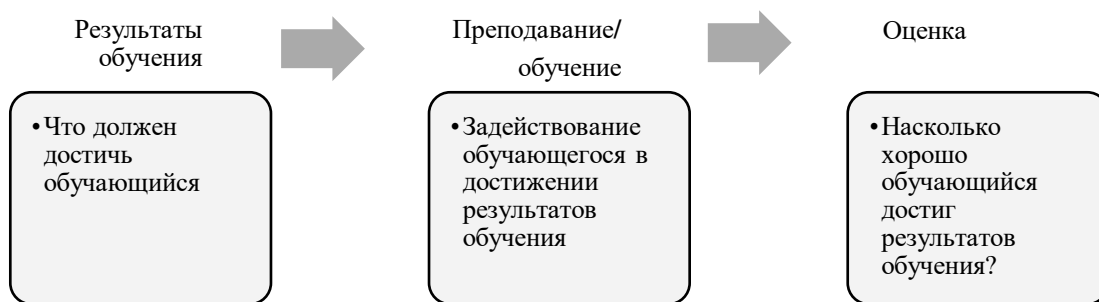 Результаты
обучения
• Что должен
достичь
обучающийся
Преподавание/
обучение
• Задействование
обучающегося в
достижении
результатов
обучения
Оценка
• Насколько
хорошо
обучающийся
достиг
результатов
обучения?